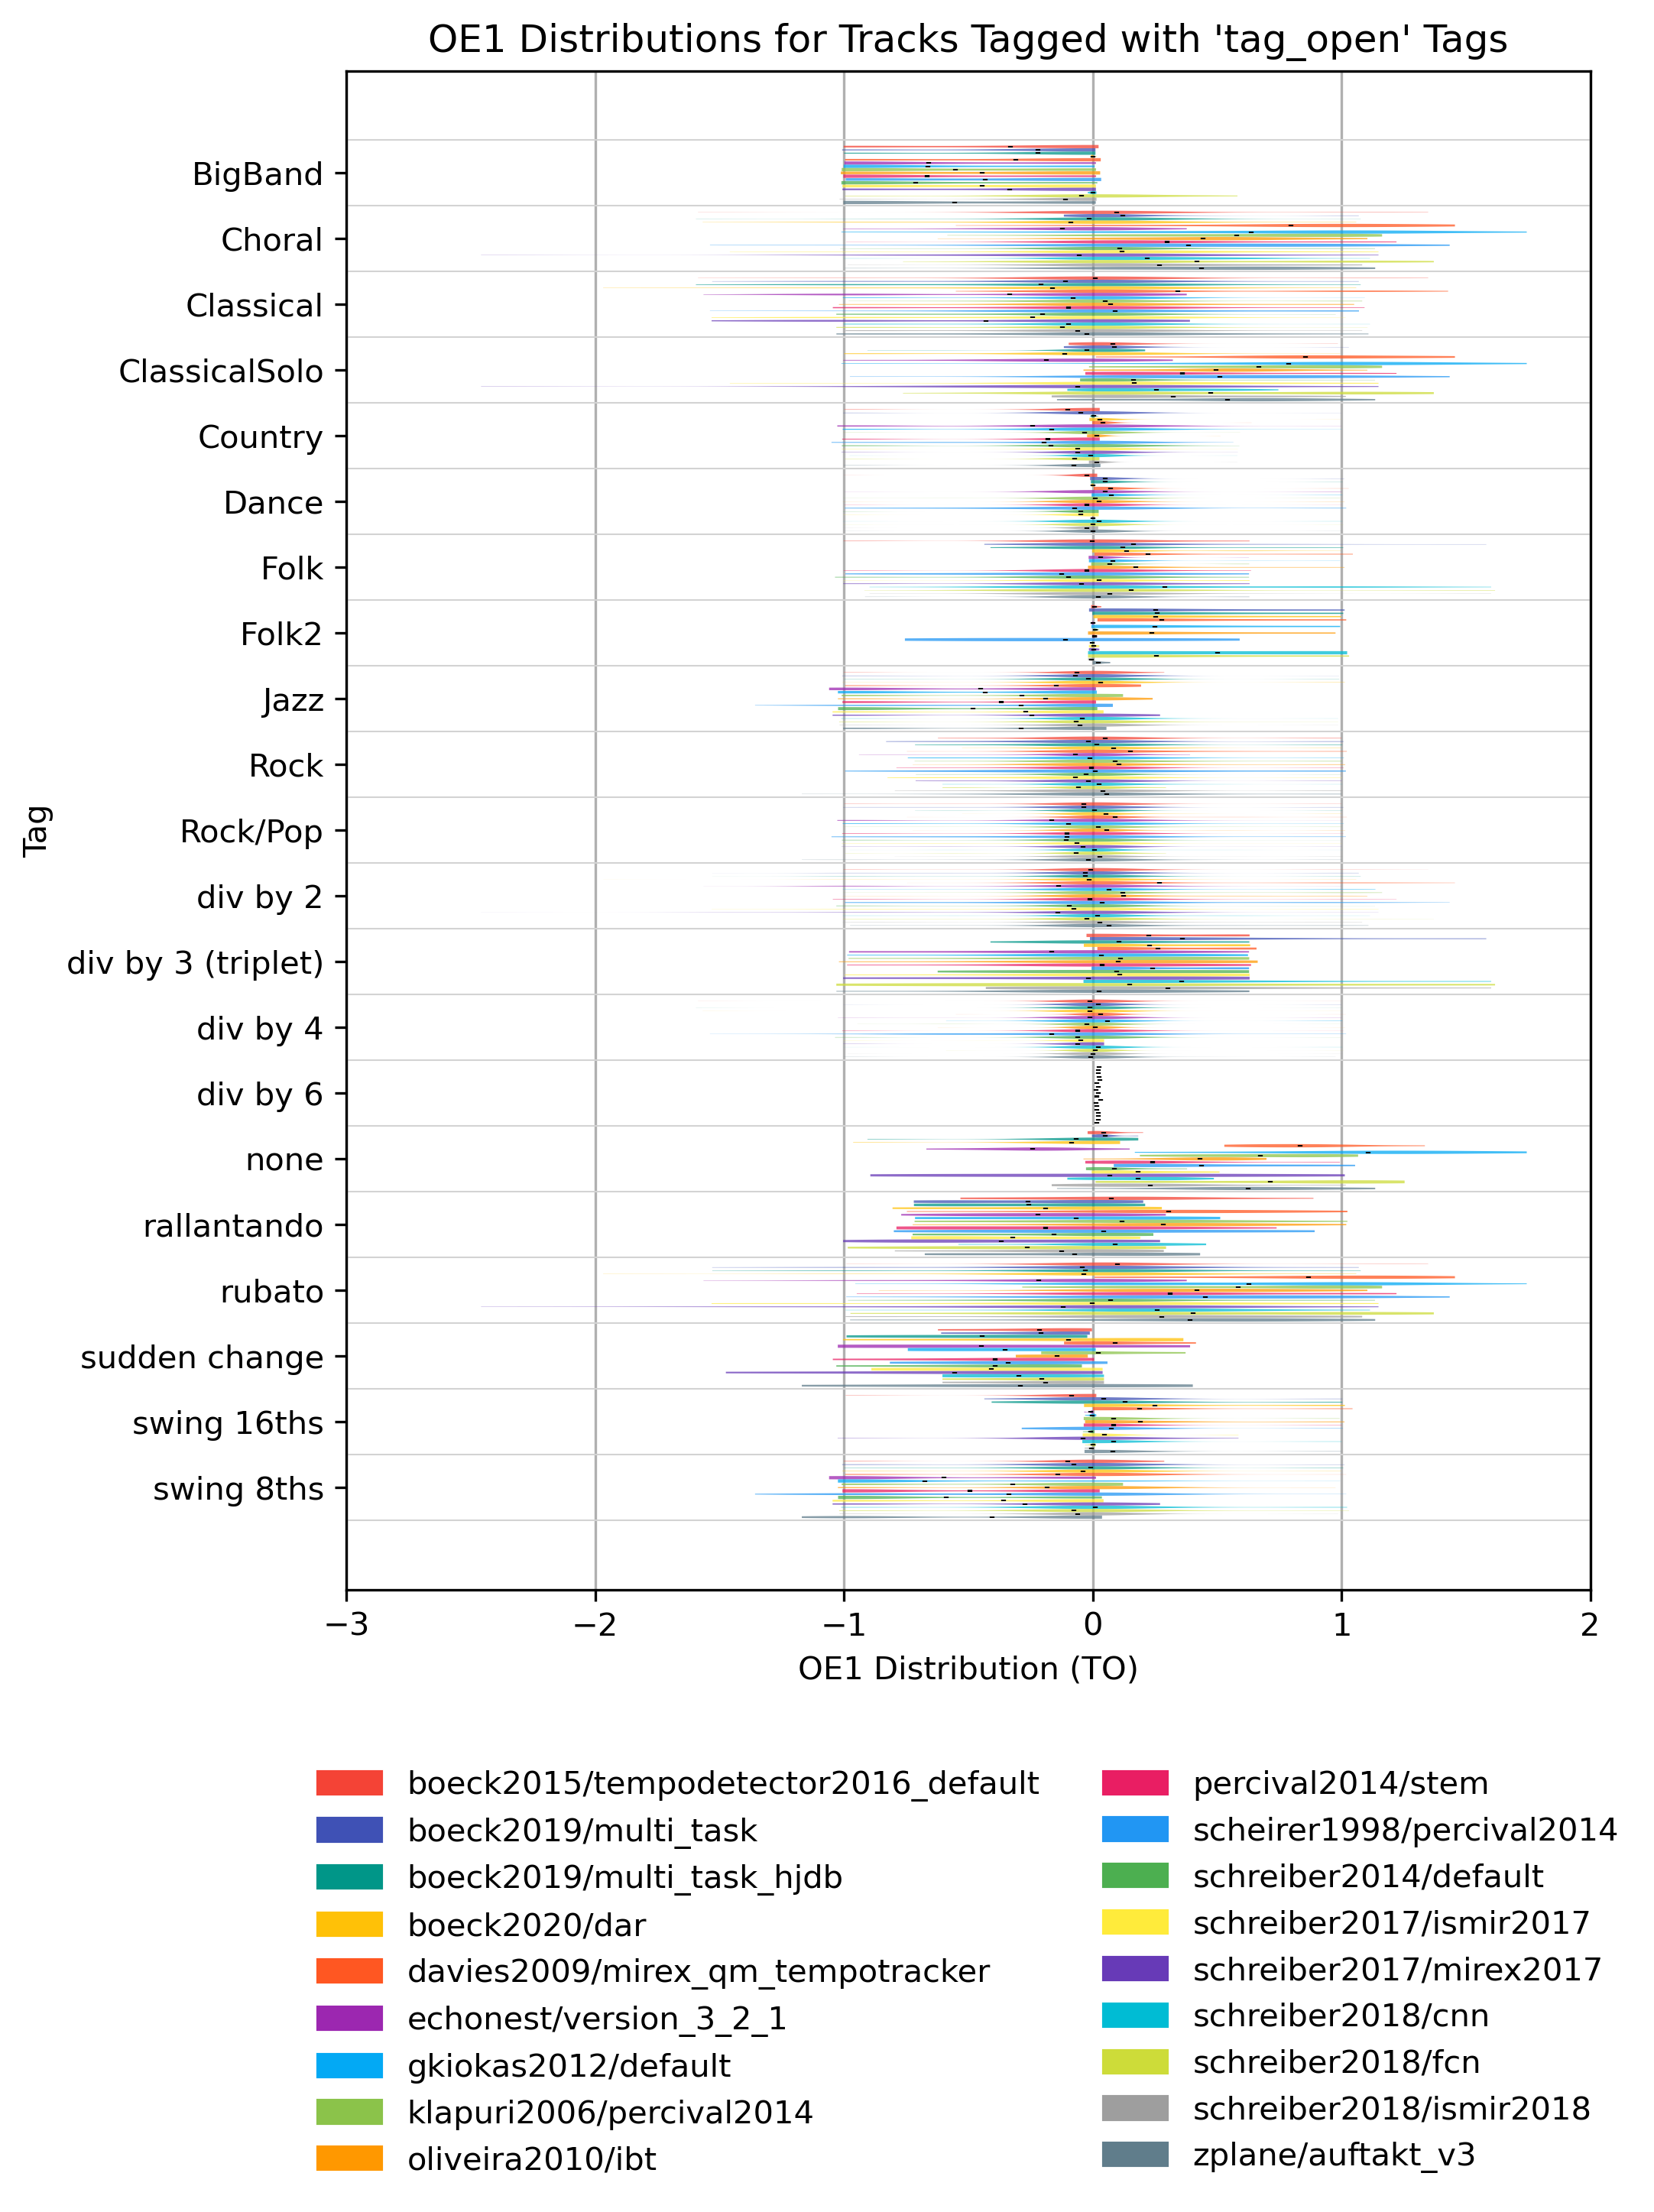 OE1 Distributions for Tracks Tagged with 'tag_open' Tags
BigBand
Choral
Classical
ClassicalSolo
Country
Dance
Folk
Folk2
Jazz
Rock
Rock/Pop
div by 2
div by 3 (triplet)
div by 4
div by 6
none
rallantando
rubato
sudden change
swing 16ths
swing 8ths
Tag
−3 −2 −1 0 1 2
OE1 Distribution (TO)
boeck2015/tempodetector2016_default
boeck2019/multi_task
boeck2019/multi_task_hjdb
boeck2020/dar
davies2009/mirex_qm_tempotracker
echonest/version_3_2_1
gkiokas2012/default
klapuri2006/percival2014
oliveira2010/ibt
percival2014/stem
scheirer1998/percival2014
schreiber2014/default
schreiber2017/ismir2017
schreiber2017/mirex2017
schreiber2018/cnn
schreiber2018/fcn
schreiber2018/ismir2018
zplane/auftakt_v3